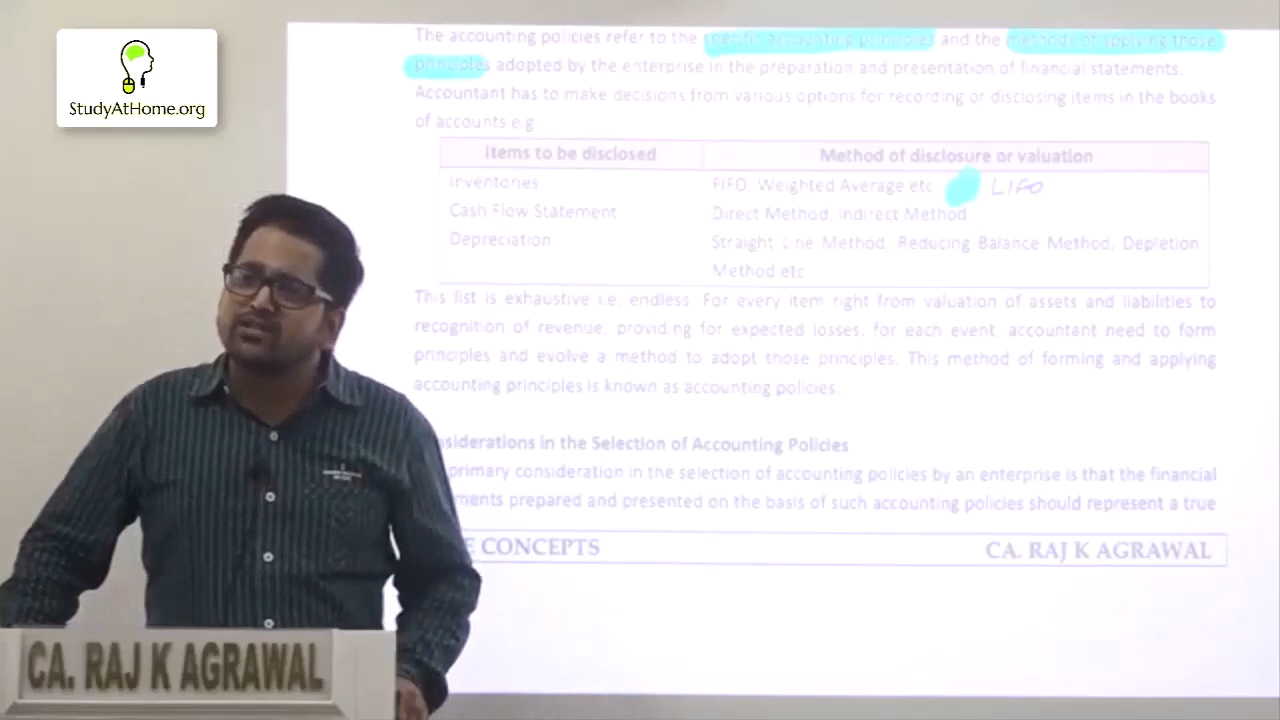 StudyAtHome.org
The accounting policies refer to the specific accounting principles and the methods of applying those
principles adopted by the enterprise in the preparation and presentation of financial statements.
Accountant has to make decisions from various options for recording or disclosing items in the books
of accounts e g
Items to be disclosed Method of disclosure or valuation
Inventories FIFO, Weighted Average etc LIFO
Cash Flow Statement Direct Method, Indirect Method
Depreciation Straight Line Method, Reducing Balance Method, Depletion
Method etc
This list is exhaustive i.e. endless. For every item right from valuation of assets and liabilities to
recognition of revenue, providing for expected losses, for each event, accountant need to form
principles and evolve a method to adopt those principles. This method of forming and applying
accounting principles is known as accounting policies.
siderations in the Selection of Accounting Policies
primary consideration in the selection of accounting policies by an enterprise is that the financial
ments prepared and presented on the basis of such accounting policies should represent a true
E CONCEPTS CA. RAJ K AGRAWAL
CA. RAJ K AGRAWAL